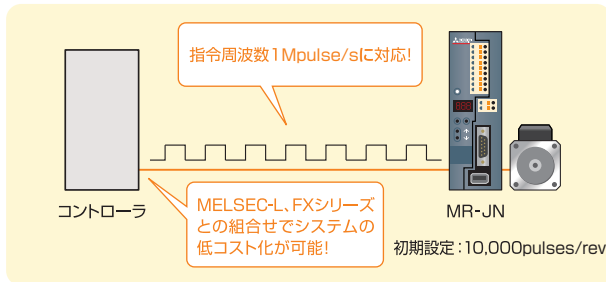 指令周波数1Mpulse/sに対応!
コントローラ
MELSEC-L、FXシリーズ
との組合せでシステムの
低コスト化が可能!
MR-JN
初期設定：10,000pulses/rev